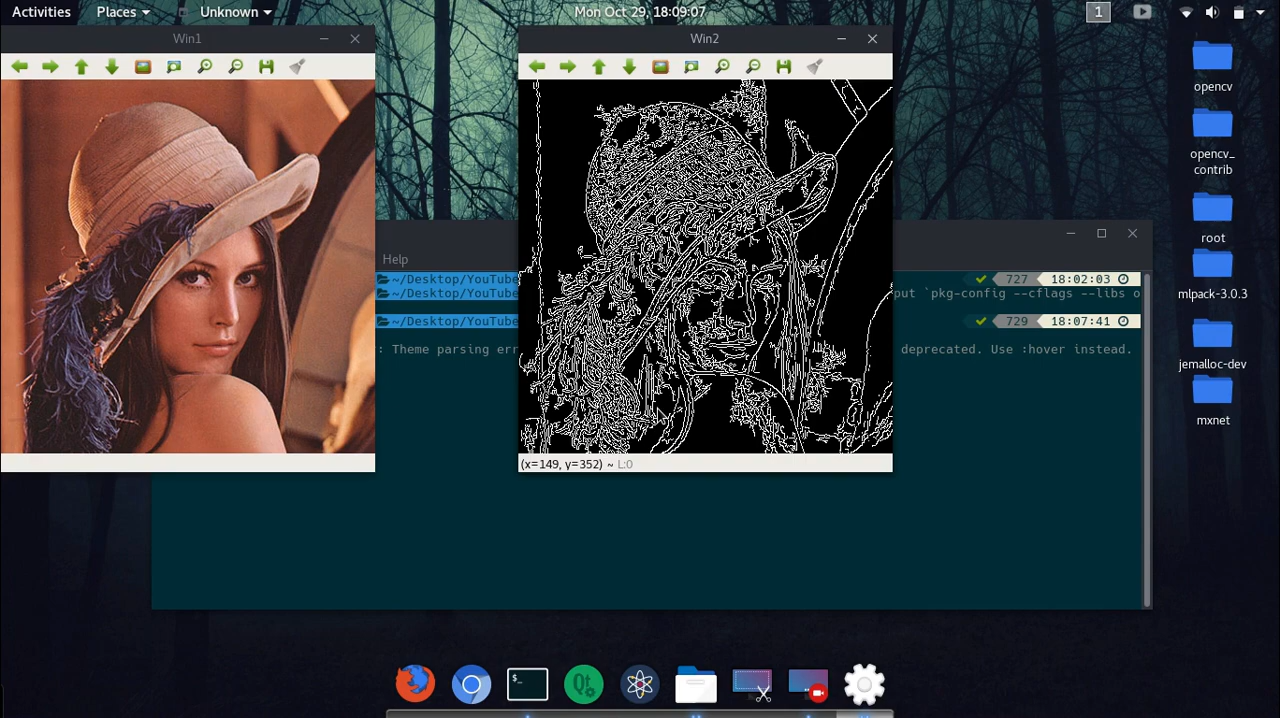 Activities Places Unknown Mon Oct 29, 18:09:07 1
Win1
Win2
(x=149, y=352) ~ L:0
Help
~/Desktop/YouTube 727 18:02:03
~/Desktop/YouTube put `pkg-config --cflags --libs o
~/Desktop/YouTube 729 18:07:41
: Theme parsing err deprecated. Use :hover instead.
opencv
opencv_
contrib
root
mlpack-3.0.3
jemalloc-dev
mxnet
$_
Qt